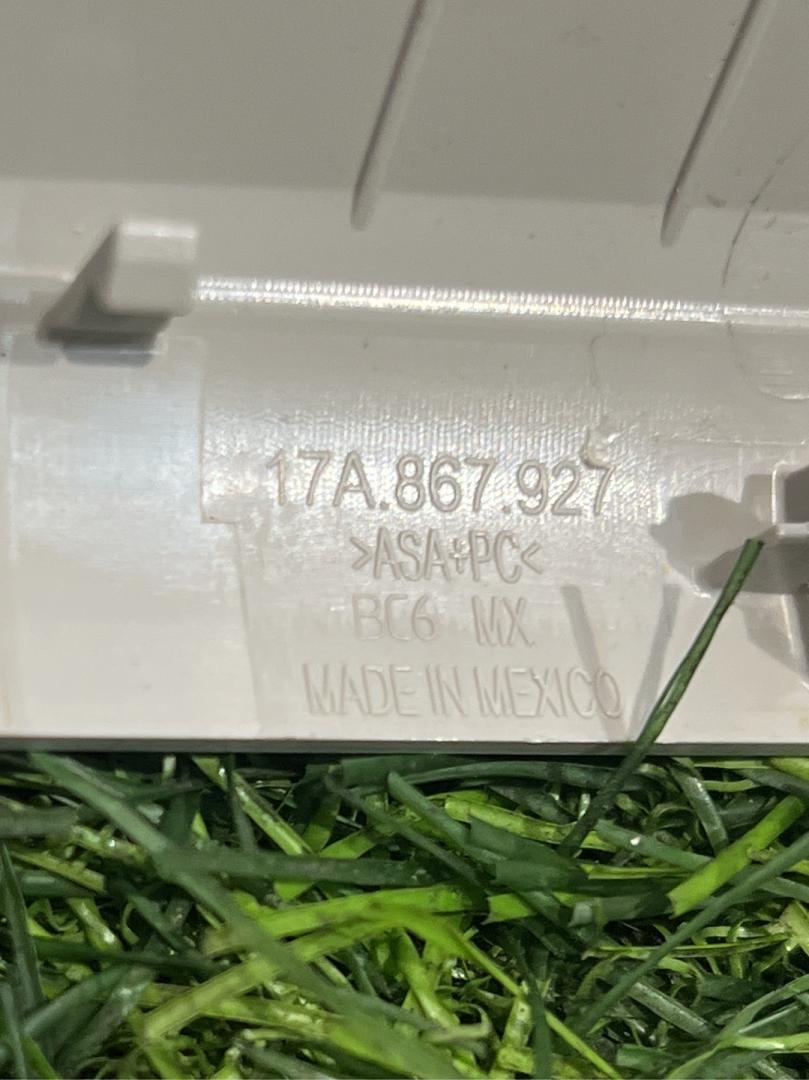 17A.867.927
>ASA+PC<
BC6 MX
MADE IN MEXICO